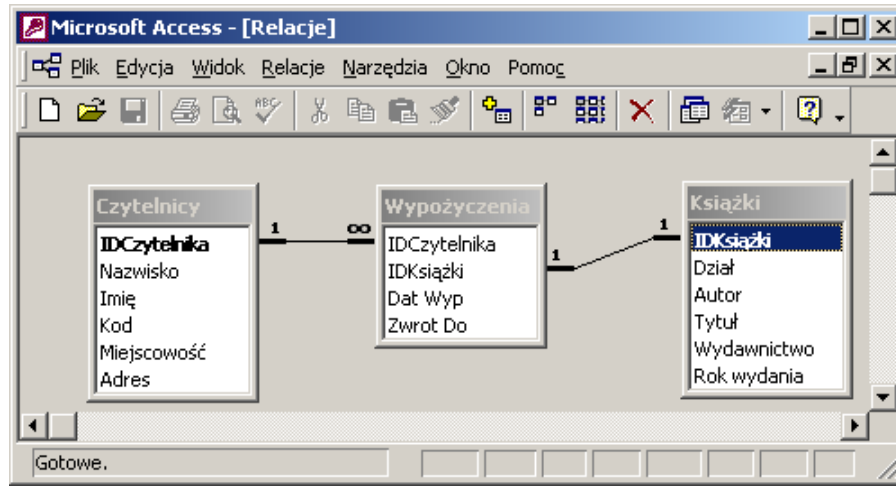 Microsoft Access - [Relacje]
Plik Edycja Widok Relacje Narzędzia Okno Pomoc
ABC
Czytelnicy
IDCzytelnika
Nazwisko
Imię
Kod
Miejscowość
Adres
1
∞
Wypożyczenia
IDCzytelnika
IDKsiążki
Dat Wyp
Zwrot Do
1
1
Książki
IDKsiążki
Dział
Autor
Tytuł
Wydawnictwo
Rok wydania
Gotowe.